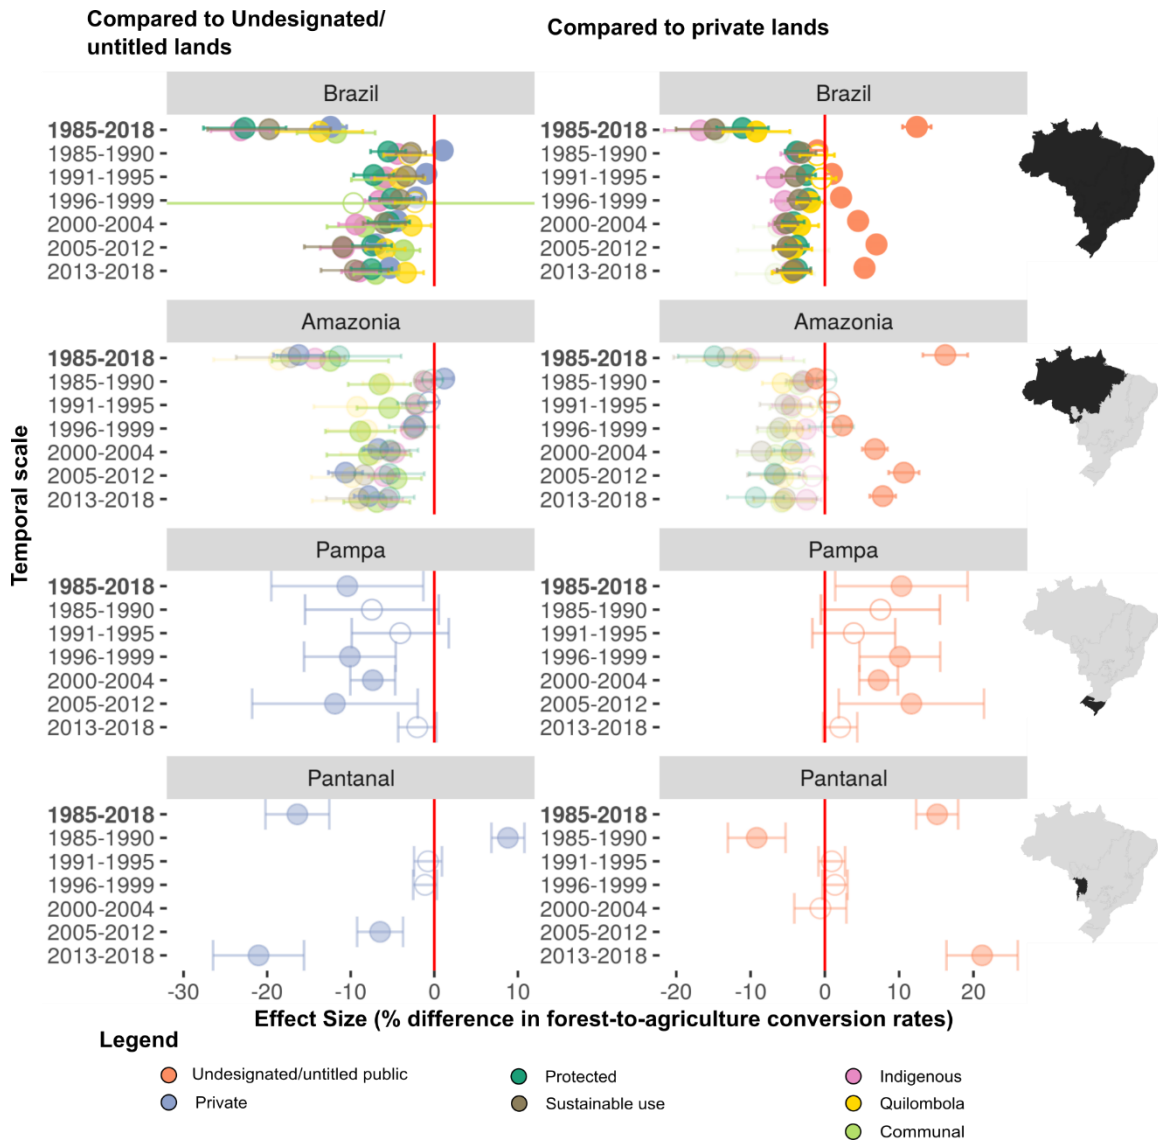 Compared to Undesignated/
untitled lands
Compared to private lands
Brazil
Brazil
1985-2018
1985-1990
1991-1995
1996-1999
2000-2004
2005-2012
2013-2018
1985-2018
1985-1990
1991-1995
1996-1999
2000-2004
2005-2012
2013-2018
Amazonia
Amazonia
1985-2018
1985-1990
1991-1995
1996-1999
2000-2004
2005-2012
2013-2018
1985-2018
1985-1990
1991-1995
1996-1999
2000-2004
2005-2012
2013-2018
Temporal scale
Pampa
Pampa
1985-2018
1985-1990
1991-1995
1996-1999
2000-2004
2005-2012
2013-2018
1985-2018
1985-1990
1991-1995
1996-1999
2000-2004
2005-2012
2013-2018
Pantanal
Pantanal
1985-2018
1985-1990
1991-1995
1996-1999
2000-2004
2005-2012
2013-2018
1985-2018
1985-1990
1991-1995
1996-1999
2000-2004
2005-2012
2013-2018
-30 -20 -10 0 10
-20 -10 0 10 20
Effect Size (% difference in forest-to-agriculture conversion rates)
Legend
Undesignated/untitled public
Private
Protected
Sustainable use
Indigenous
Quilombola
Communal